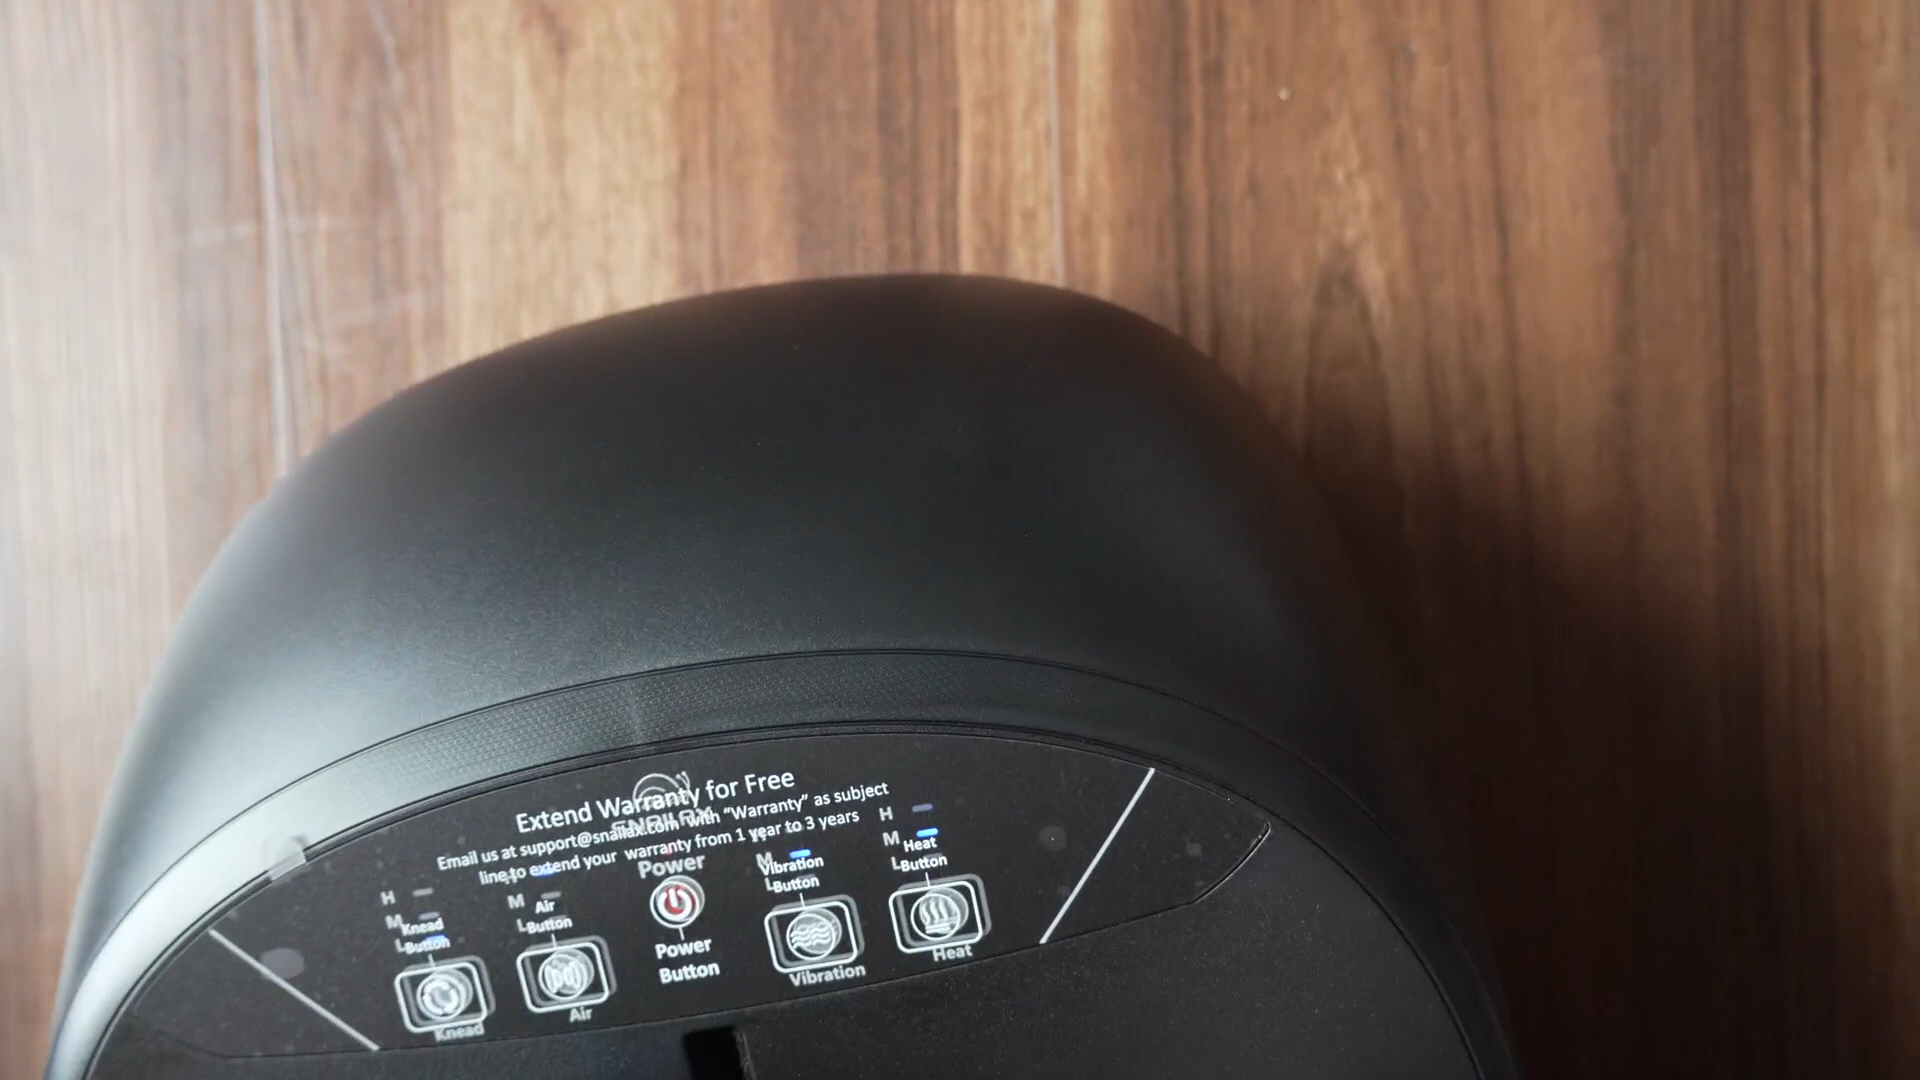 SNAILAX
Extend Warranty for Free
Email us at support@snailax.com with “Warranty” as subject
line to extend your warranty from 1 year to 3 years
H
M
L
Knead
Button
Knead
M
L
Air
Button
Air
Power
Power
Button
M
L
Vibration
Button
Vibration
H
M
L
Heat
Button
Heat